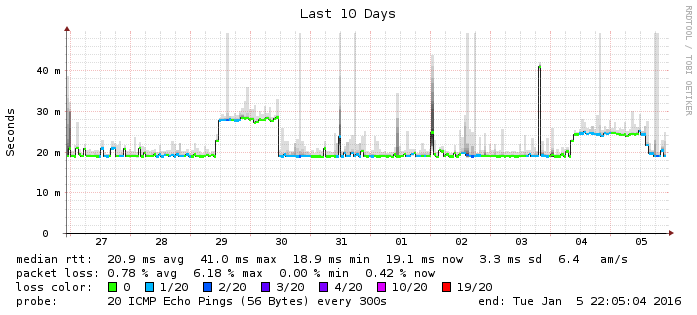 Last 10 Days
RRDTOOL / TOBI OETIKER
Seconds
40 m
30 m
20 m
10 m
0
27 28 29 30 31 01 02 03 04 05
median rtt: 20.9 ms avg 41.0 ms max 18.9 ms min 19.1 ms now 3.3 ms sd 6.4 am/s
packet loss: 0.78 % avg 6.18 % max 0.00 % min 0.42 % now
loss color: 0 1/20 2/20 3/20 4/20 10/20 19/20
probe: 20 ICMP Echo Pings (56 Bytes) every 300s end: Tue Jan 5 22:05:04 2016